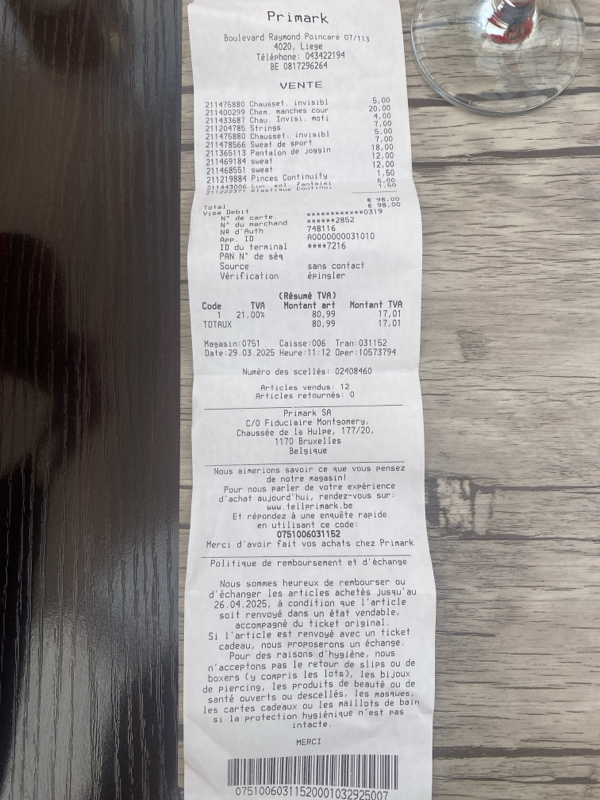 Primark
Boulevard Raymond Poincaré 07/113
4020, Liege
Téléphone: 043422194
BE 0817296264
VENTE
211475880 Chausset. invisibl 5,00
211400299 Chem. manches cour 20,00
211433687 Chau. Invisi. moti 4,00
211204785 Strings 7,00
211475880 Chausset. invisibl 5,00
211478566 Sweat de sport 7,00
211365113 Pantalon de joggin 18,00
211469184 sweat 12,00
211468551 sweat 12,00
211219884 Pinces Continuity 1,50
211443006 Lun. sol. fantaisi 5,00
Elastique Continui 1,50
Total € 98,00
Visa Debit € 98,00
N° de carte ************0319
N° du marchand ******2852
Nº d'Auth 748116
App. ID A0000000031010
ID du terminal ****7216
PAN N° de séq
Source sans contact
Vérification épingler
(Résumé TVA)
Code TVA Montant art Montant TVA
1 21,00% 80,99 17,01
TOTAUX 80,99 17,01
Magasin:0751 Caisse:006 Tran:031152
Date:29.03.2025 Heure:11:12 Oper:10573794
Numéro des scellés: 02408460
Articles vendus: 12
Articles retournés: 0
Primark SA
C/O Fiduciaire Montgomery,
Chaussée de la Hulpe, 177/20,
1170 Bruxelles
Belgique
Nous aimerions savoir ce que vous pensez
de notre magasin!
Pour nous parler de votre expérience
d'achat aujourd'hui, rendez-vous sur:
www.tellprimark.be
Et répondez à une enquête rapide
en utilisant ce code:
0751006031152
Merci d'avoir fait vos achats chez Primark
Politique de remboursement et d'échange
Nous sommes heureux de rembourser ou
d'échanger les articles achetés jusqu'au
26.04.2025, à condition que l'article
soit renvoyé dans un état vendable,
accompagné du ticket original.
Si l'article est renvoyé avec un ticket
cadeau, nous proposerons un échange.
Pour des raisons d'hygiène, nous
n'acceptons pas le retour de slips ou de
boxers (y compris les lots), les bijoux
de piercing, les produits de beauté ou de
santé ouverts ou descellés, les masques,
les cartes cadeaux ou les maillots de bain
si la protection hygiénique n'est pas
intacte.
MERCI
0751006031152000103292500​7